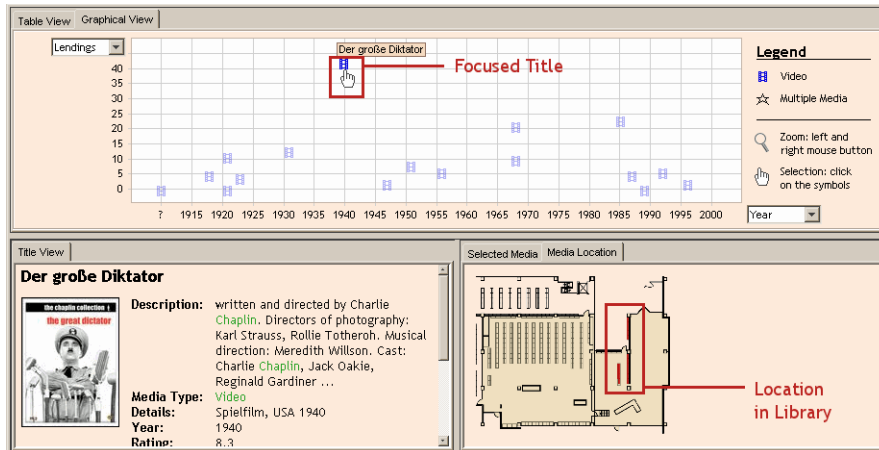 Table View Graphical View
Lendings
Der große Diktator
Focused Title
40
35
30
25
20
15
10
5
0
? 1915 1920 1925 1930 1935 1940 1945 1950 1955 1960 1965 1970 1975 1980 1985 1990 1995 2000
Legend
Video
Multiple Media
Zoom: left and
right mouse button
Selection: click
on the symbols
Year
Title View
Der große Diktator
the chaplin collection
the great dictator
Description: written and directed by Charlie
Chaplin. Directors of photography:
Karl Strauss, Rollie Totheroh. Musical
direction: Meredith Willson. Cast:
Charlie Chaplin, Jack Oakie,
Reginald Gardiner ...
Media Type: Video
Details: Spielfilm, USA 1940
Year: 1940
Rating: 8.3
Selected Media Media Location
Location
in Library